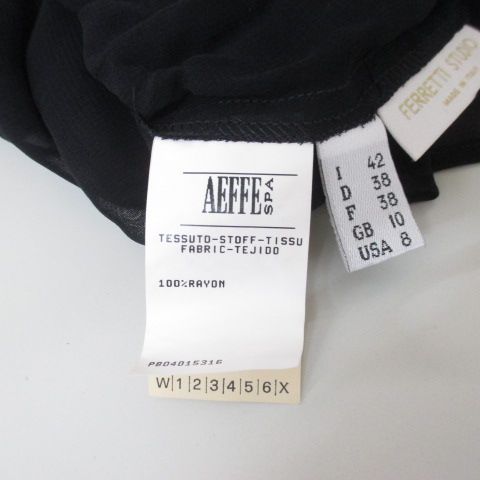 AEFFE SPA
TESSUTO-STOFF-TISSU
FABRIC-TEJIDO
100%RAYON
P804015316
W|1|2|3|4|5|6|X
I 42
D 38
F 38
GB 10
USA 8
FERRETTI STUDIO
MADE IN ITALY